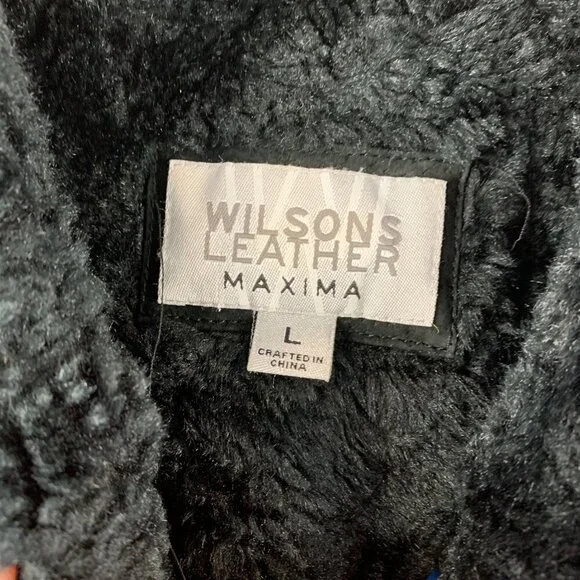 WILSONS
LEATHER
MAXIMA
L
CRAFTED IN
CHINA